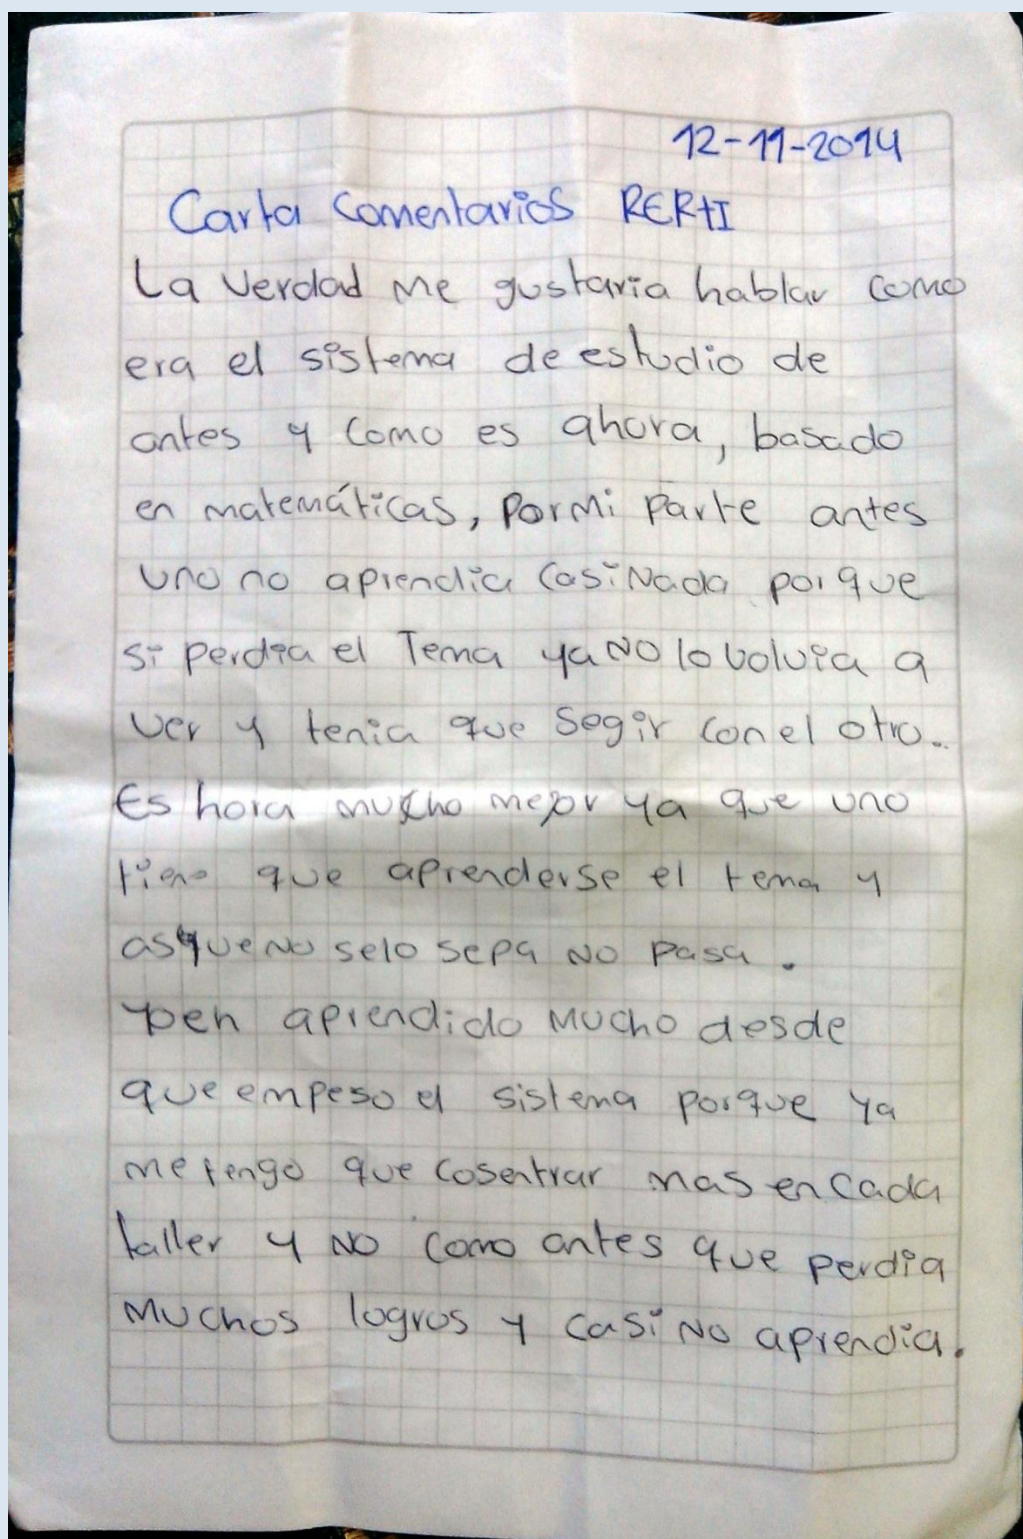 12-11-2014
Carta Comentarios RERtI
La Verdad me gustaria hablar como
era el sistema de estudio de
antes y como es ahora, basado
en matemáticas, por mi parte antes
uno no aprendia casi Nada porque
si perdia el Tema ya NO lo volvia a
ver y tenia que Segir con el otro..
Es hora mucho mejor ya que uno
tiene que aprenderse el tema y
asi que NO se lo sepa NO pasa.
aprendido mucho desde
que empeso el sistema porque ya
me tengo que cosentrar mas en cada
taller y NO como antes que perdia
muchos logros y casi NO aprendia.